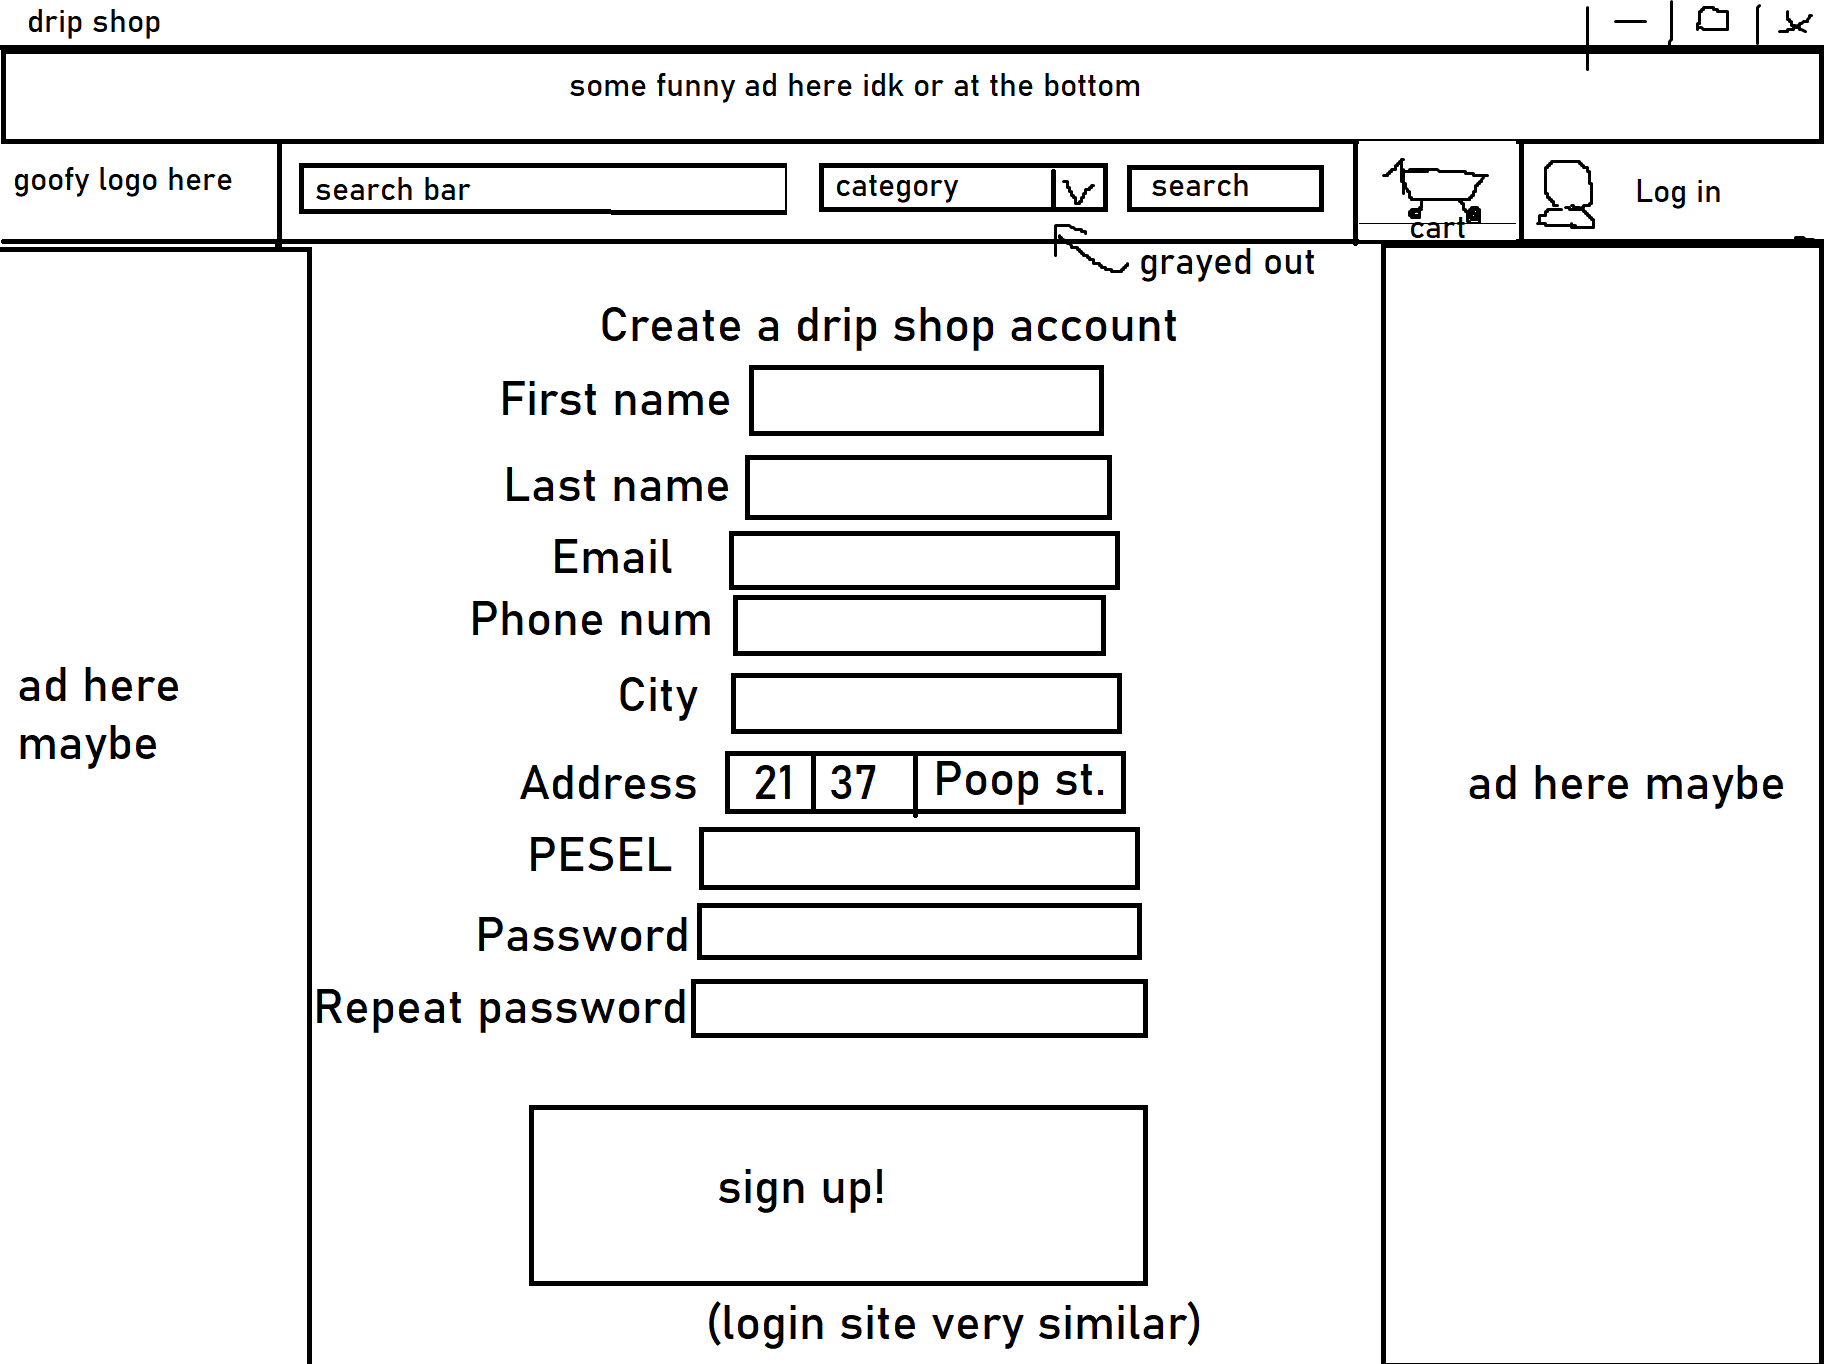 drip shop
some funny ad here idk or at the bottom
goofy logo here
search bar
category
search
cart
Log in
grayed out
Create a drip shop account
First name
Last name
Email
Phone num
City
Address 21 37 Poop st.
PESEL
Password
Repeat password
sign up!
(login site very similar)
ad here
maybe
ad here maybe